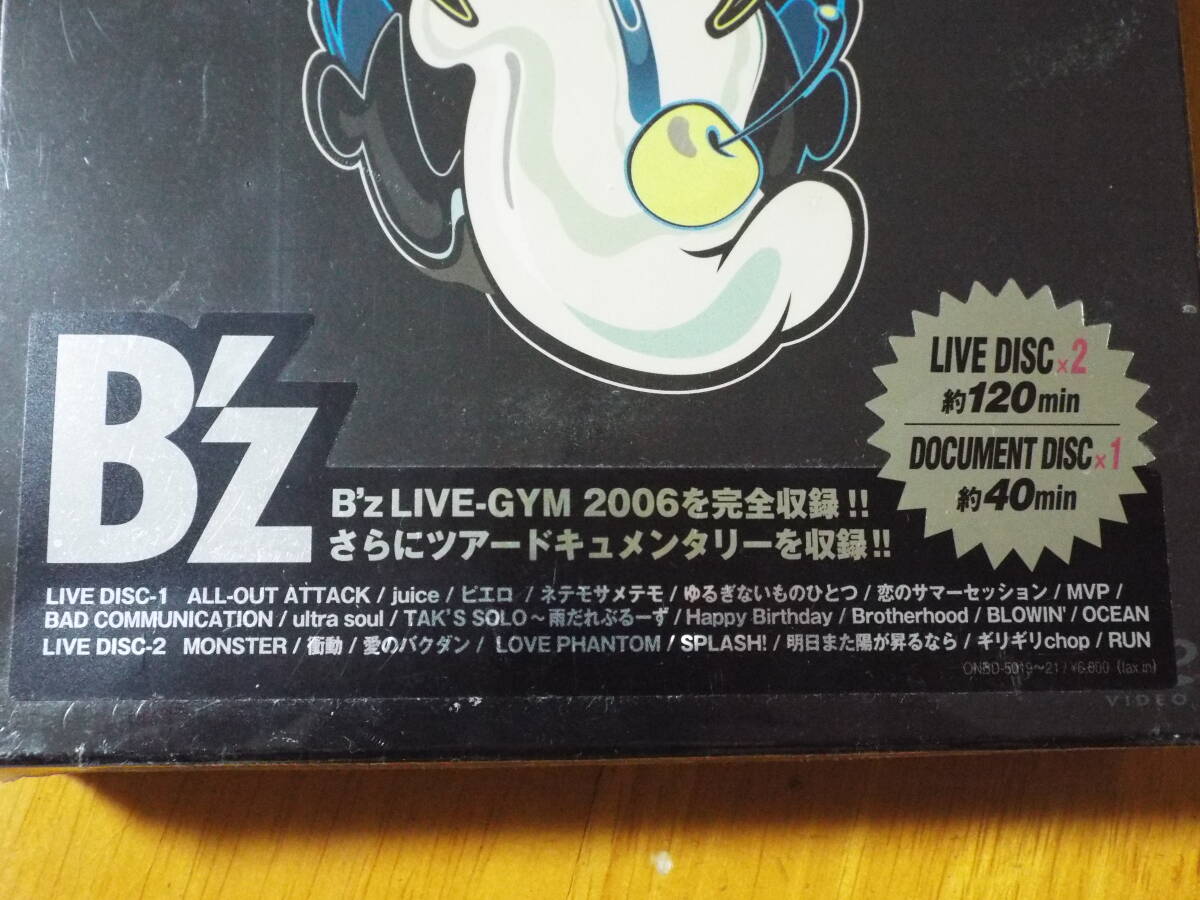 LIVE DISC×2
約120min
DOCUMENT DISC×1
約40min
B'z
B'z LIVE-GYM 2006を完全収録!!
さらにツアードキュメンタリーを収録!!
LIVE DISC-1 ALL-OUT ATTACK / juice / ピエロ / ネテモサメテモ / ゆるぎないものひとつ / 恋のサマーセッション / MVP /
BAD COMMUNICATION / ultra soul / TAK'S SOLO～雨だれぶるーず / Happy Birthday / Brotherhood / BLOWIN' / OCEAN
LIVE DISC-2 MONSTER / 衝動 / 愛のバクダン / LOVE PHANTOM / SPLASH! / 明日また陽が昇るなら / ギリギリchop / RUN
ONBD-5019～21 / ¥6,800 (tax in)
VIDEO